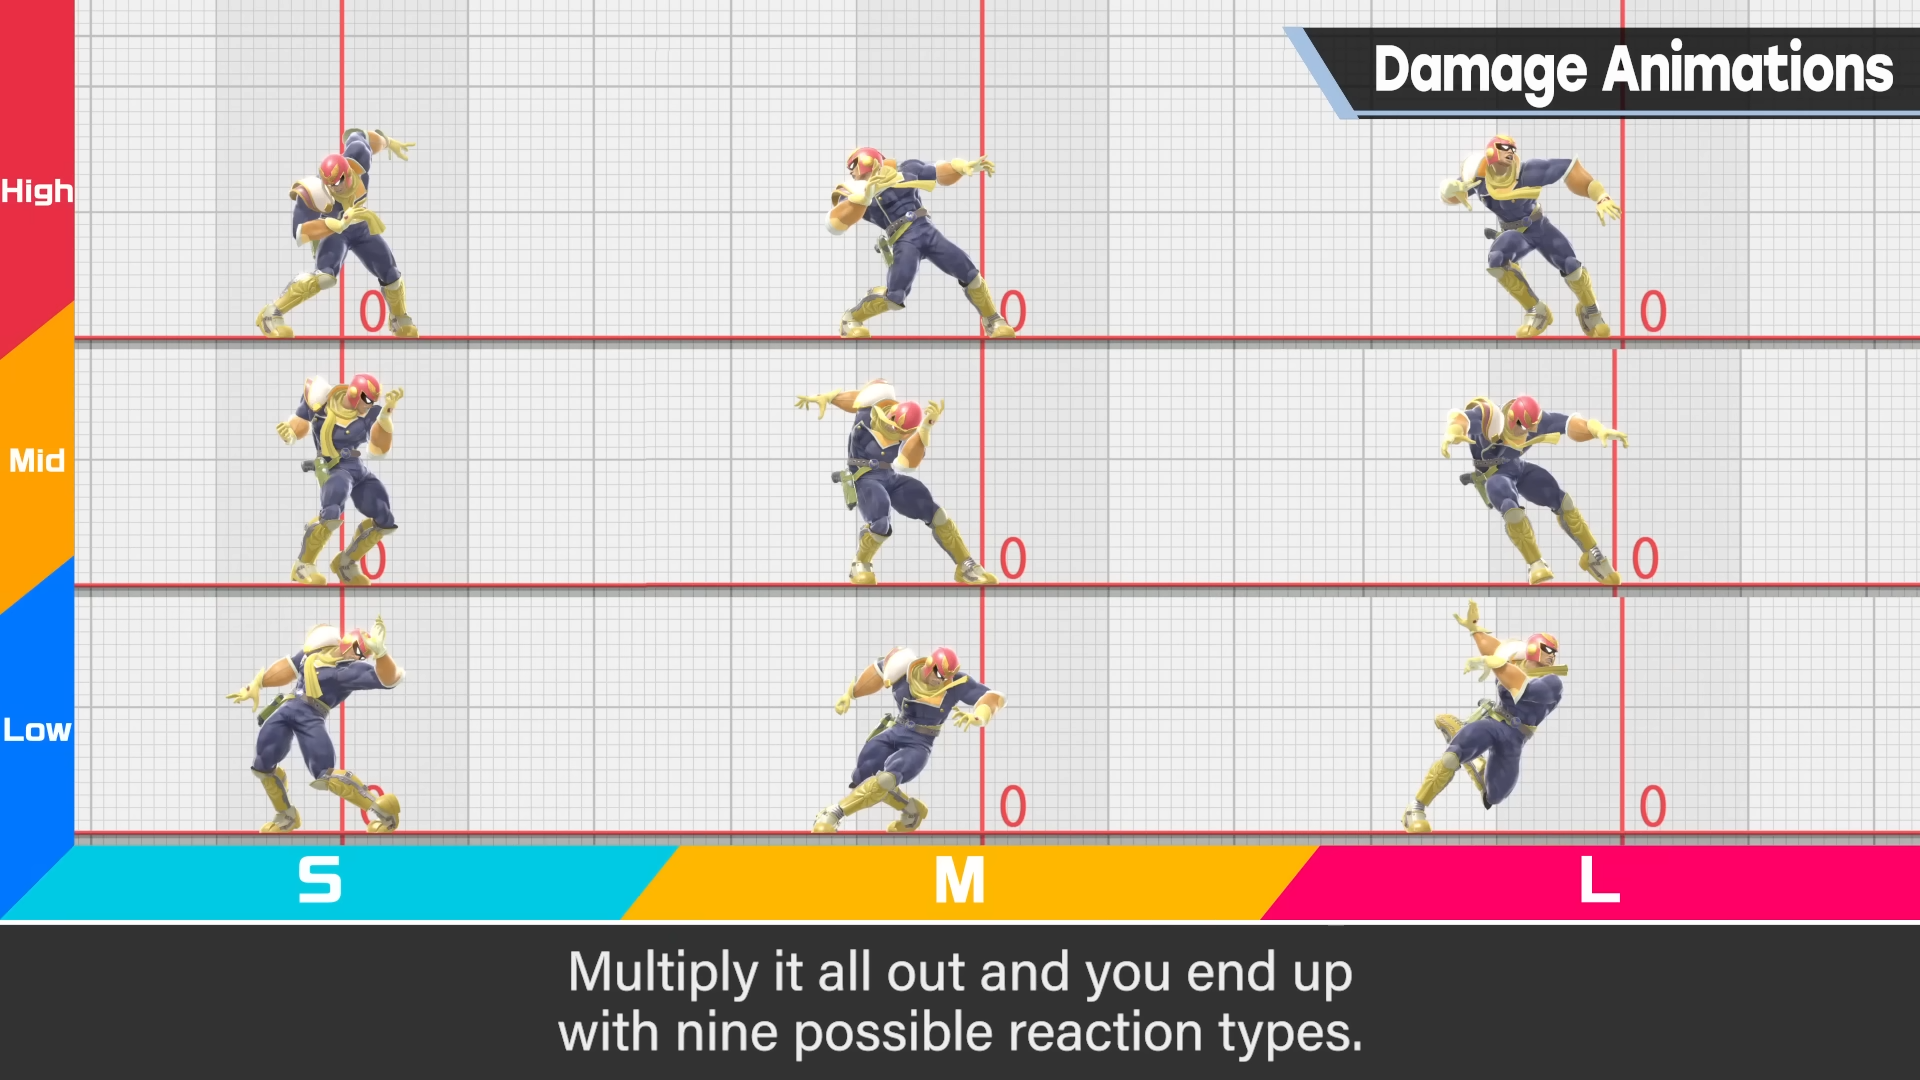 Damage Animations
High
0
0
0
Mid
0
0
0
Low
0
0
0
S
M
L
Multiply it all out and you end up
with nine possible reaction types.